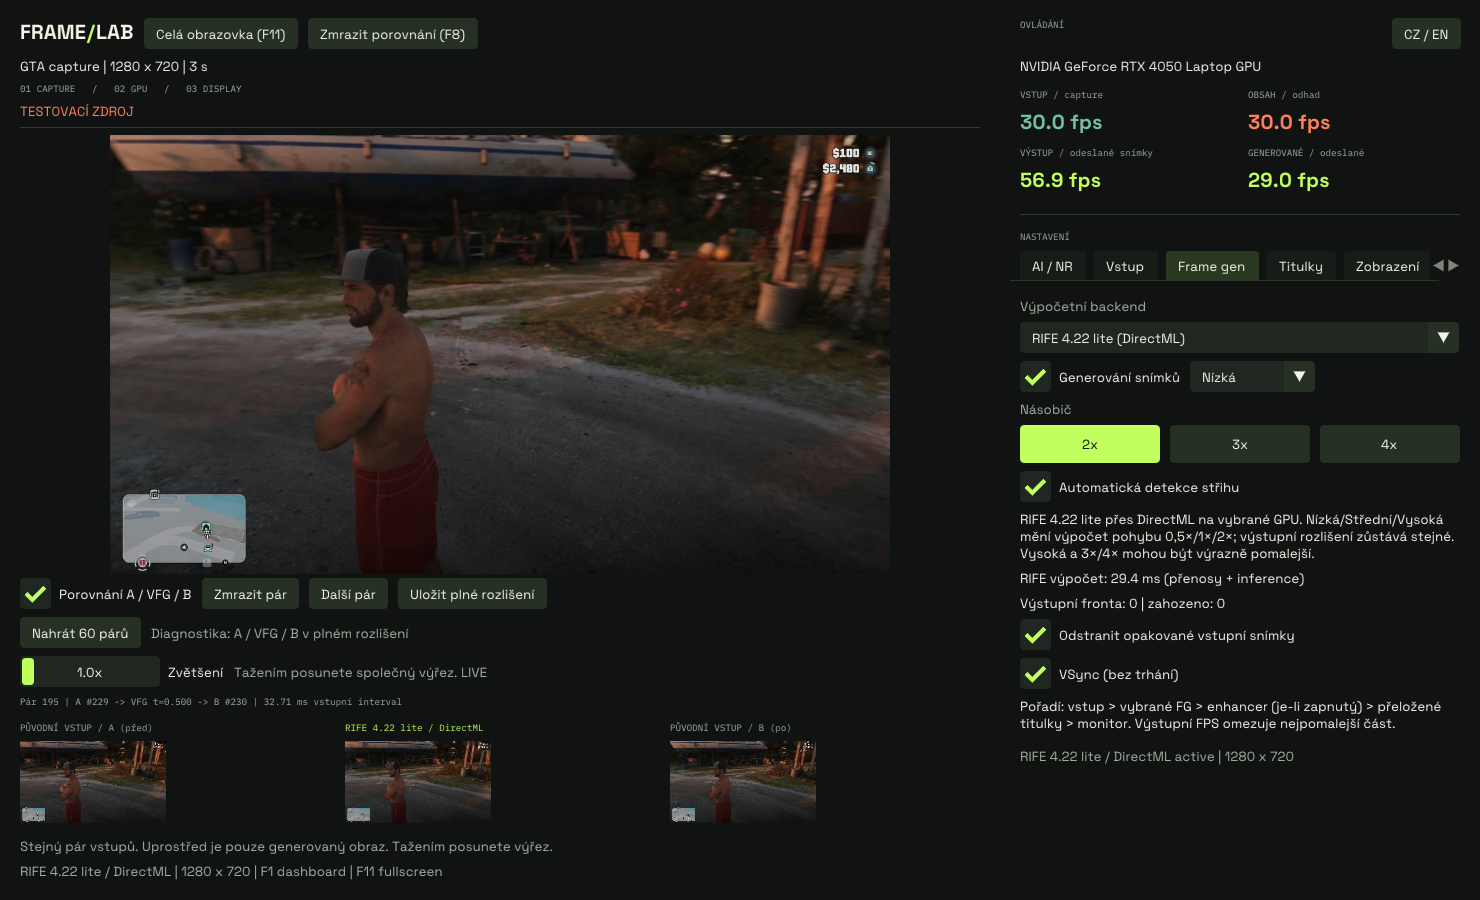 FRAME/LAB
Celá obrazovka (F11)
Zmrazit porovnání (F8)
GTA capture | 1280 x 720 | 3 s
01 CAPTURE / 02 GPU / 03 DISPLAY
TESTOVACÍ ZDROJ
$100
$2,480
Porovnání A / VFG / B
Zmrazit pár
Další pár
Uložit plné rozlišení
Nahrát 60 párů
Diagnostika: A / VFG / B v plném rozlišení
1.0x
Zvětšení
Tažením posunete společný výřez. LIVE
Pár 195 | A #229 -> VFG t=0.500 -> B #230 | 32.71 ms vstupní interval
PŮVODNÍ VSTUP / A (před)
RIFE 4.22 lite / DirectML
PŮVODNÍ VSTUP / B (po)
Stejný pár vstupů. Uprostřed je pouze generovaný obraz. Tažením posunete výřez.
RIFE 4.22 lite / DirectML | 1280 x 720 | F1 dashboard | F11 fullscreen
OVLÁDÁNÍ
CZ / EN
NVIDIA GeForce RTX 4050 Laptop GPU
VSTUP / capture
OBSAH / odhad
30.0 fps
30.0 fps
VÝSTUP / odeslané snímky
GENEROVANÉ / odeslané
56.9 fps
29.0 fps
NASTAVENÍ
AI / NR
Vstup
Frame gen
Titulky
Zobrazení
Výpočetní backend
RIFE 4.22 lite (DirectML)
Generování snímků
Nízká
Násobič
2x
3x
4x
Automatická detekce střihu
RIFE 4.22 lite přes DirectML na vybrané GPU. Nízká/Střední/Vysoká
mění výpočet pohybu 0,5×/1×/2×; výstupní rozlišení zůstává stejné.
Vysoká a 3×/4× mohou být výrazně pomalejší.
RIFE výpočet: 29.4 ms (přenosy + inference)
Výstupní fronta: 0 | zahozeno: 0
Odstranit opakované vstupní snímky
VSync (bez trhání)
Pořadí: vstup > vybrané FG > enhancer (je-li zapnutý) > přeložené
titulky > monitor. Výstupní FPS omezuje nejpomalejší část.
RIFE 4.22 lite / DirectML active | 1280 x 720